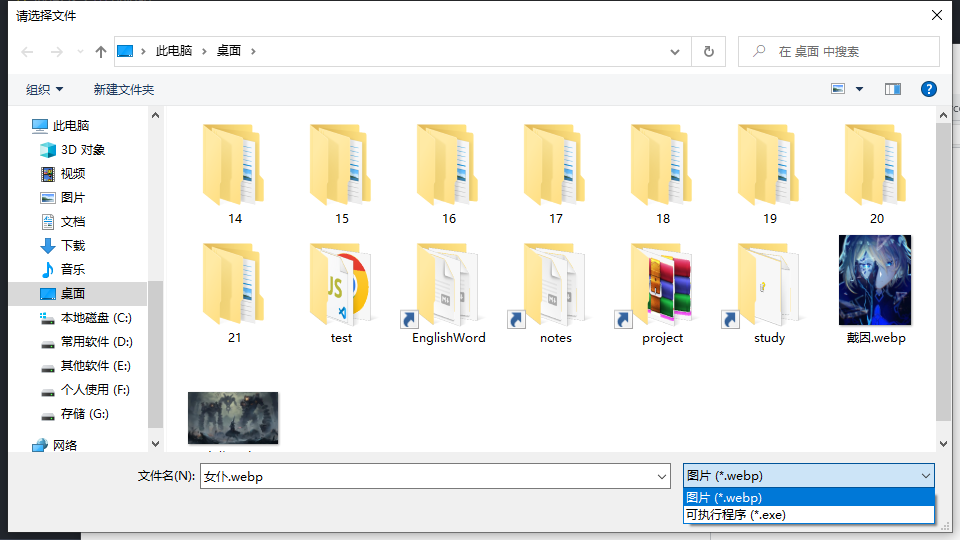 请选择文件
此电脑
桌面
在 桌面 中搜索
组织
新建文件夹
此电脑
3D 对象
视频
图片
文档
下载
音乐
桌面
本地磁盘 (C:)
常用软件 (D:)
其他软件 (E:)
个人使用 (F:)
存储 (G:)
网络
14
15
16
17
18
19
20
21
test
EnglishWord
notes
project
study
戴因.webp
文件名(N):
女仆.webp
图片 (*.webp)
图片 (*.webp)
可执行程序 (*.exe)